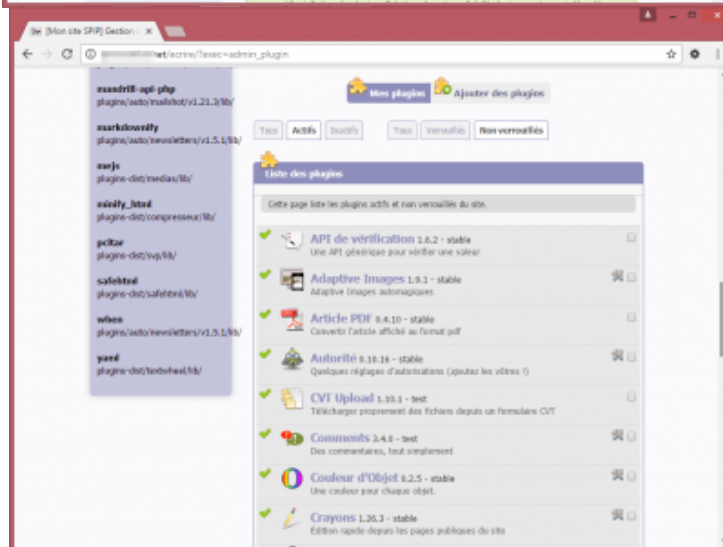 [Mon site SPIP] Gestion
net/ecrire/?exec=admin_plugin
mandrill-api-php
plugins/auto/mailshot/v1.21.3/lib/
markdownify
plugins/auto/newsletters/v1.5.1/lib/
mejs
plugins-dist/medias/lib/
minify_html
plugins-dist/compresseur/lib/
pcltar
plugins-dist/svp/lib/
safehtml
plugins-dist/safehtml/lib/
when
plugins/auto/newsletters/v1.5.1/lib/
yaml
plugins-dist/textwheel/lib/
Mes plugins Ajouter des plugins
Tous Actifs Inactifs Tous Verrouillés Non verrouillés
Liste des plugins
Cette page liste les plugins actifs et non verrouillés du site.
API de vérification 1.6.2 - stable
Une API générique pour vérifier une valeur
Adaptive Images 1.9.1 - stable
Adaptive Images automagiques
Article PDF 0.4.10 - stable
Convertir l'article affiché au format pdf
Autorité 0.10.16 - stable
Quelques réglages d'autorisations (ajoutez les vôtres !)
CVT Upload 1.10.1 - test
Télécharger proprement des fichiers depuis un formulaire CVT
Comments 3.4.0 - test
Des commentaires, tout simplement
Couleur d'Objet 0.2.5 - stable
Une couleur pour chaque objet.
Crayons 1.26.3 - stable
Édition rapide depuis les pages publiques du site